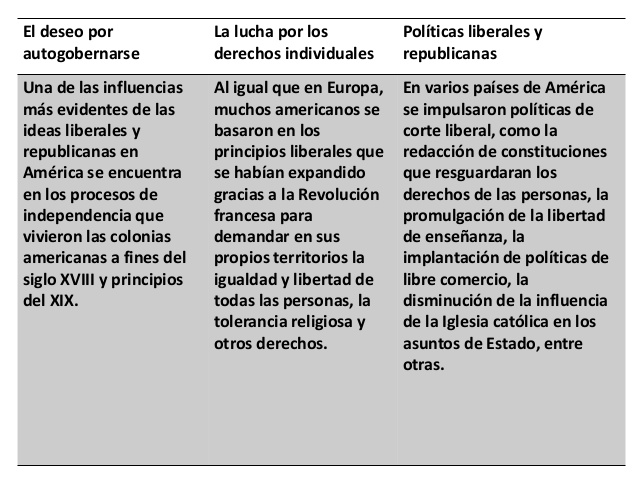 El deseo por
autogobernarse
La lucha por los
derechos individuales
Políticas liberales y
republicanas
Una de las influencias
más evidentes de las
ideas liberales y
republicanas en
América se encuentra
en los procesos de
independencia que
vivieron las colonias
americanas a fines del
siglo XVIII y principios
del XIX.
Al igual que en Europa,
muchos americanos se
basaron en los
principios liberales que
se habían expandido
gracias a la Revolución
francesa para
demandar en sus
propios territorios la
igualdad y libertad de
todas las personas, la
tolerancia religiosa y
otros derechos.
En varios países de América
se impulsaron políticas de
corte liberal, como la
redacción de constituciones
que resguardaran los
derechos de las personas, la
promulgación de la libertad
de enseñanza, la
implantación de políticas de
libre comercio, la
disminución de la influencia
de la Iglesia católica en los
asuntos de Estado, entre
otras.